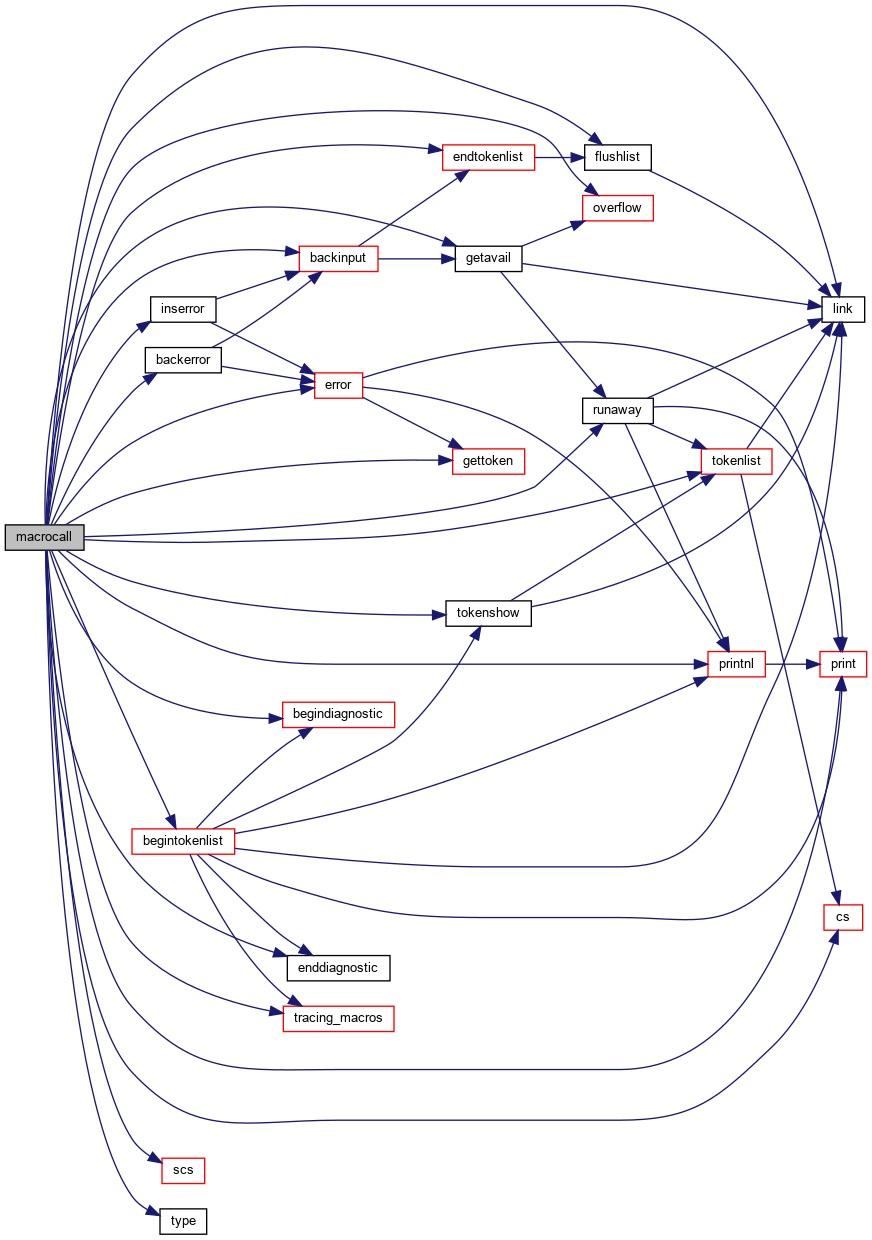 endtokenlist
flushlist
overflow
backinput
getavail
inserror
link
backerror
error
runaway
gettoken
tokenlist
macrocall
tokenshow
printnl
print
begindiagnostic
begintokenlist
cs
enddiagnostic
tracing_macros
scs
type